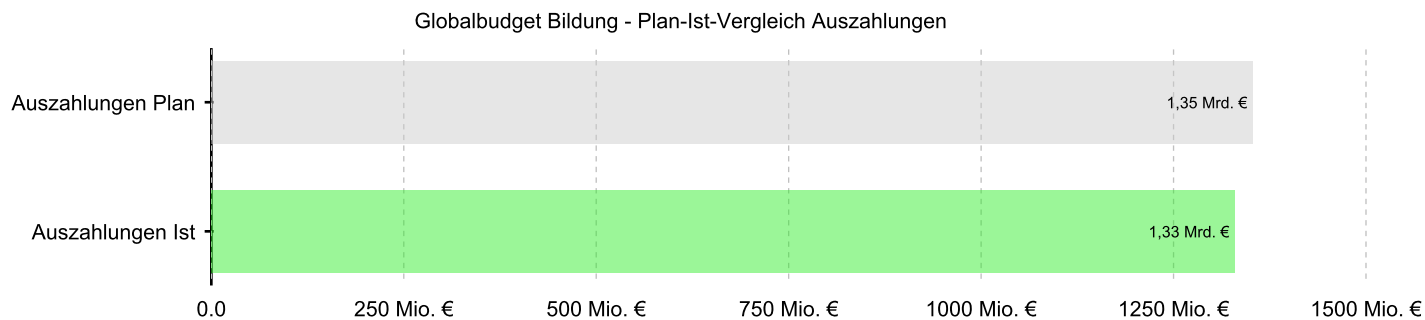 Globalbudget Bildung - Plan-Ist-Vergleich Auszahlungen
Auszahlungen Plan
1,35 Mrd. €
Auszahlungen Ist
1,33 Mrd. €
0.0 250 Mio. € 500 Mio. € 750 Mio. € 1000 Mio. € 1250 Mio. € 1500 Mio. €